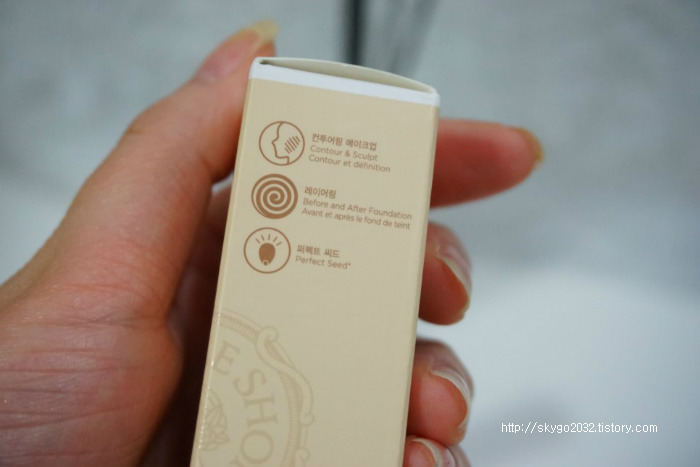 컨투어링 메이크업
Contour & Sculpt
Contour et définition
레이어링
Before and After Foundation
Avant et après le fond de teint
퍼펙트 씨드
Perfect Seed*
E SHO
http://skygo2032.tistory.com